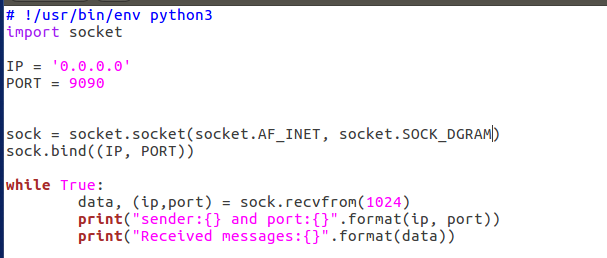 # !/usr/bin/env python3
import socket

IP = '0.0.0.0'
PORT = 9090


sock = socket.socket(socket.AF_INET, socket.SOCK_DGRAM)
sock.bind((IP, PORT))

while True:
        data, (ip,port) = sock.recvfrom(1024)
        print("sender:{} and port:{}".format(ip, port))
        print("Received messages:{}".format(data))